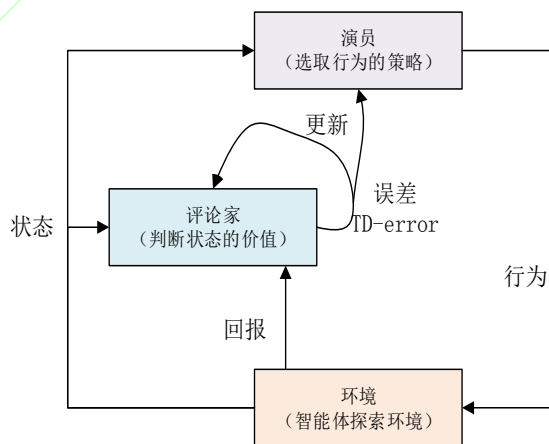 演员
(选取行为的策略)
更新
误差
TD-error
评论家
(判断状态的价值)
状态
行为
回报
环境
(智能体探索环境)